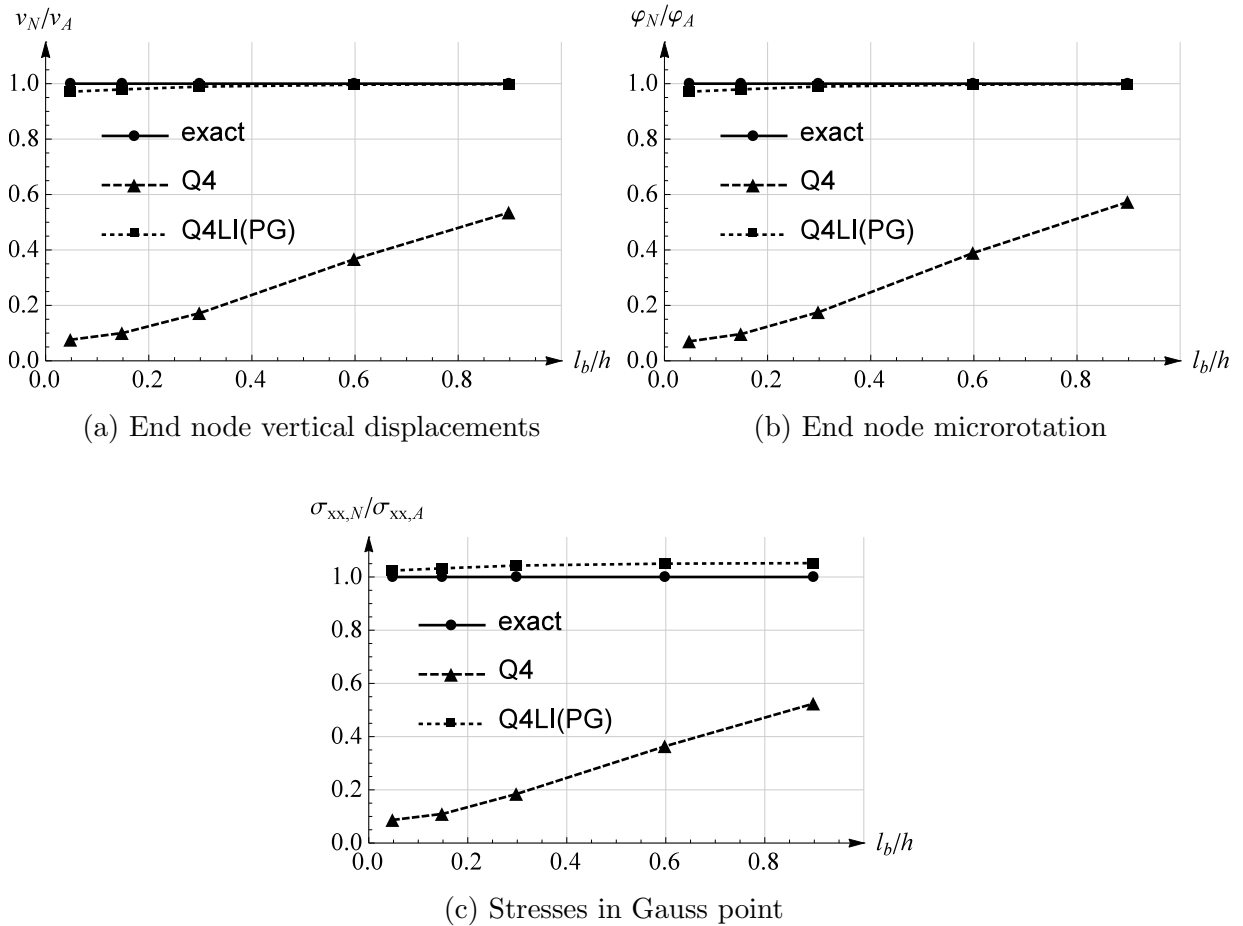 v_N/v_A
1.0
0.8
0.6
0.4
0.2
0.0
exact
Q4
Q4LI(PG)
0.0 0.2 0.4 0.6 0.8
l_b/h
(a) End node vertical displacements
φ_N/φ_A
1.0
0.8
0.6
0.4
0.2
0.0
exact
Q4
Q4LI(PG)
0.0 0.2 0.4 0.6 0.8
l_b/h
(b) End node microrotation
σ_xx,N/σ_xx,A
1.0
0.8
0.6
0.4
0.2
0.0
exact
Q4
Q4LI(PG)
0.0 0.2 0.4 0.6 0.8
l_b/h
(c) Stresses in Gauss point